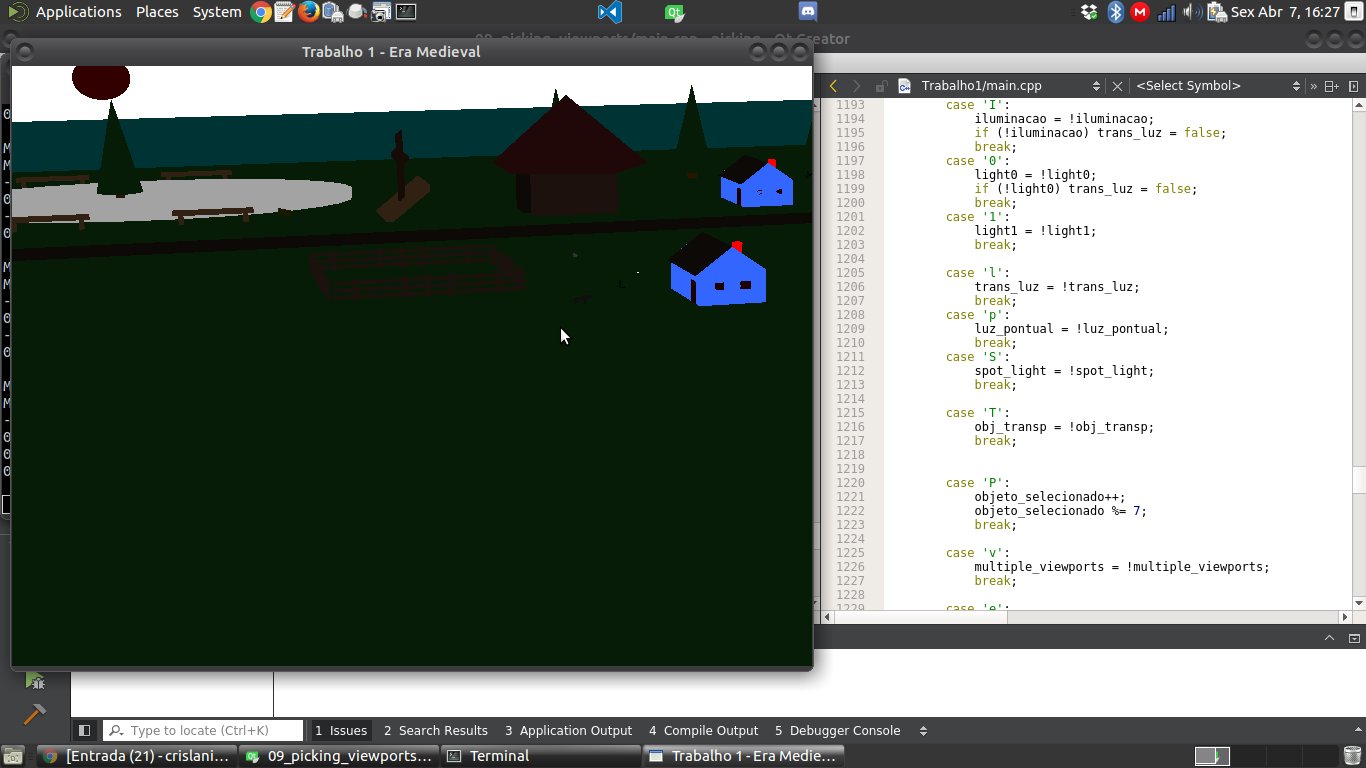 Applications Places System
Sex Abr 7, 16:27
Trabalho 1 - Era Medieval
Trabalho1/main.cpp
<Select Symbol>
1193 case 'I':
1194 iluminacao = !iluminacao;
1195 if (!iluminacao) trans_luz = false;
1196 break;
1197 case '0':
1198 light0 = !light0;
1199 if (!light0) trans_luz = false;
1200 break;
1201 case '1':
1202 light1 = !light1;
1203 break;
1204
1205 case 'l':
1206 trans_luz = !trans_luz;
1207 break;
1208 case 'p':
1209 luz_pontual = !luz_pontual;
1210 break;
1211 case 'S':
1212 spot_light = !spot_light;
1213 break;
1214
1215 case 'T':
1216 obj_transp = !obj_transp;
1217 break;
1218
1219
1220 case 'P':
1221 objeto_selecionado++;
1222 objeto_selecionado %= 7;
1223 break;
1224
1225 case 'v':
1226 multiple_viewports = !multiple_viewports;
1227 break;
1228
1229 case 'e':
Type to locate (Ctrl+K)
1 Issues 2 Search Results 3 Application Output 4 Compile Output 5 Debugger Console
[Entrada (21) - crislani... 09_picking_viewports... Terminal Trabalho 1 - Era Medie...